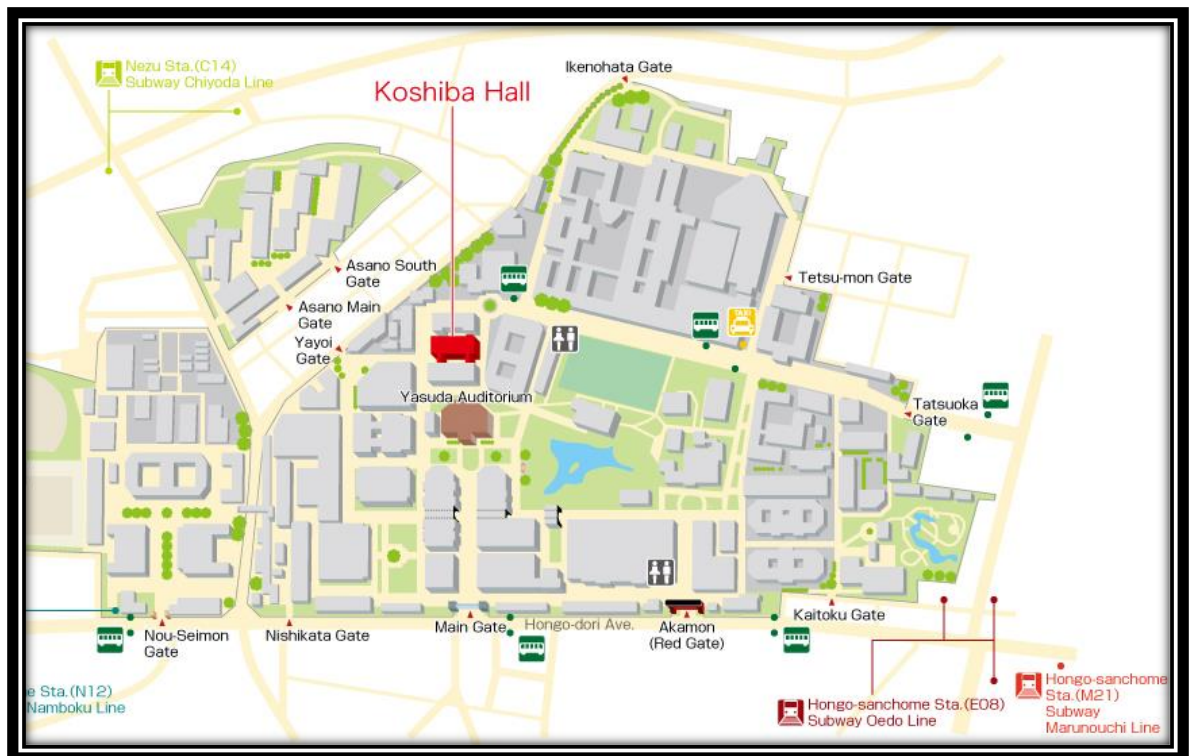 Nezu Sta.(C14)
Subway Chiyoda Line
Ikenohata Gate
Koshiba Hall
Asano South
Gate
Tetsu-mon Gate
Asano Main
Gate
TAXI
Yayoi
Gate
Yasuda Auditorium
Tatsuoka
Gate
Nou-Seimon
Gate
Nishikata Gate
Main Gate
Hongo-dori Ave.
Akamon
(Red Gate)
Kaitoku Gate
e Sta.(N12)
Namboku Line
Hongo-sanchome Sta.(E08)
Subway Oedo Line
Hongo-sanchome
Sta.(M21)
Subway
Marunouchi Line